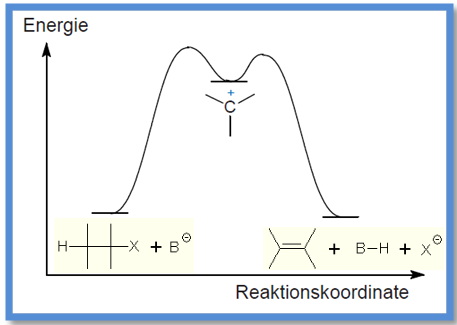 Energie
+
C
H X + B⊖
+ B–H + X⊖
Reaktionskoordinate